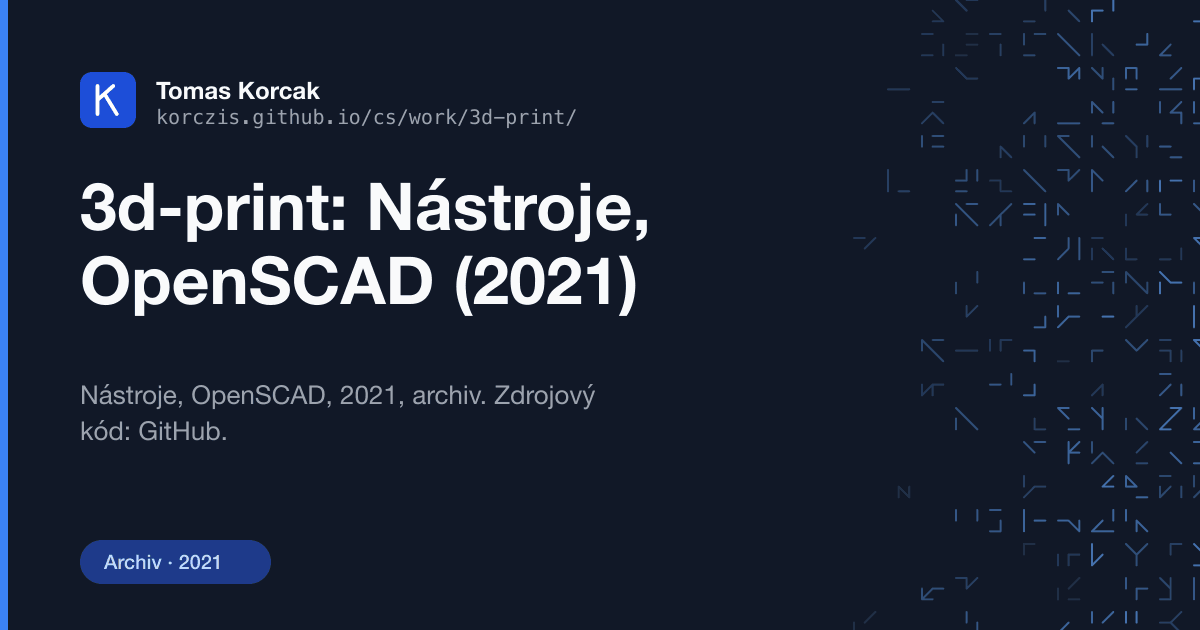 K
Tomas Korcak
korczis.github.io/cs/work/3d-print/
3d-print: Nástroje,
OpenSCAD (2021)
Nástroje, OpenSCAD, 2021, archiv. Zdrojový
kód: GitHub.
Archiv · 2021